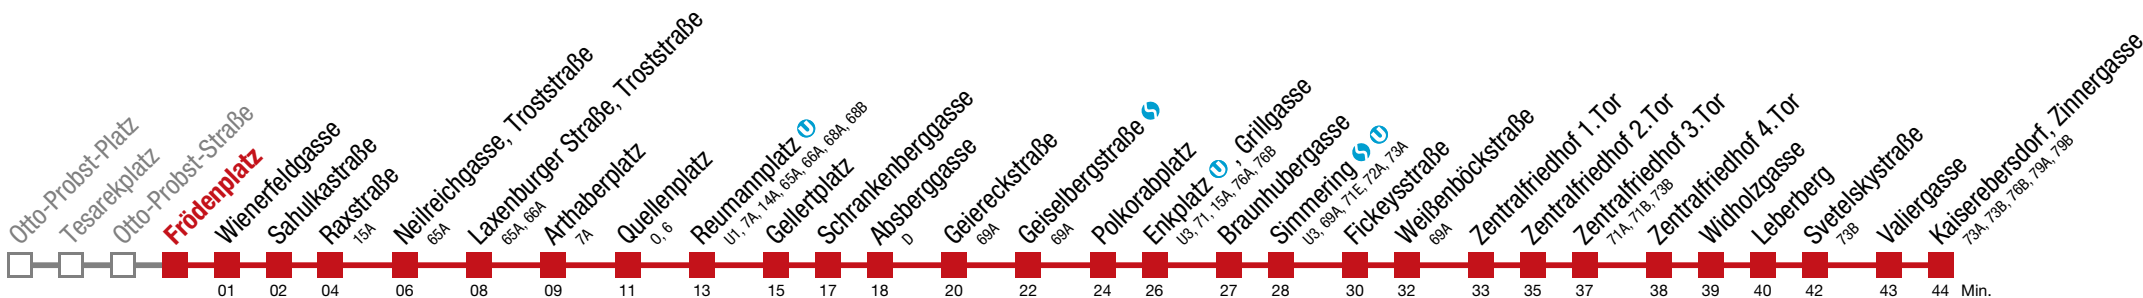 Otto-Probst-Platz
Tesarekplatz
Otto-Probst-Straße
Frödenplatz
Wienerfeldgasse
01
Sahulkastraße
02
Raxstraße
15A
04
Neilreichgasse, Troststraße
65A
06
Laxenburger Straße, Troststraße
65A, 66A
08
Arthaberplatz
7A
09
Quellenplatz
O, 6
11
Reumannplatz U
U1, 7A, 14A, 65A, 66A, 68A, 68B
13
Gellertplatz
15
Schrankenberggasse
17
Absberggasse
D
18
Geiereckstraße
69A
20
Geiselbergstraße S
69A
22
Polkorabplatz
24
Enkplatz U, Grillgasse
U3, 71, 15A, 76A, 76B
26
Braunhubergasse
27
Simmering S U
U3, 69A, 71E, 72A, 73A
28
Fickeysstraße
30
Weißenböckstraße
69A
32
Zentralfriedhof 1.Tor
33
Zentralfriedhof 2.Tor
35
Zentralfriedhof 3.Tor
71A, 71B, 73B
37
Zentralfriedhof 4.Tor
38
Widholzgasse
39
Leberberg
40
Svetelskystraße
73B
42
Valiergasse
43
Kaiserebersdorf, Zinnergasse
73A, 73B, 76B, 79A, 79B
44 Min.